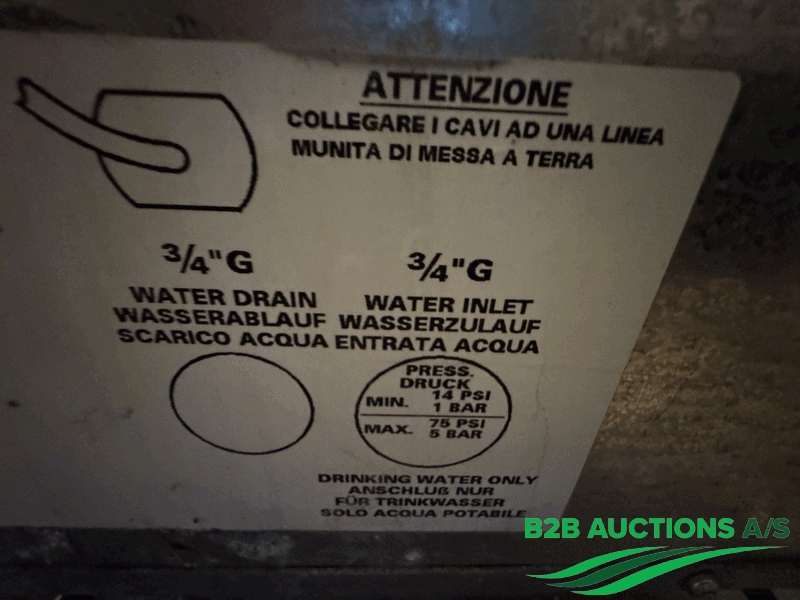 ATTENZIONE
COLLEGARE I CAVI AD UNA LINEA
MUNITA DI MESSA A TERRA
3/4"G
WATER DRAIN
WASSERABLAUF
SCARICO ACQUA
3/4"G
WATER INLET
WASSERZULAUF
ENTRATA ACQUA
PRESS.
DRUCK
MIN. 14 PSI
1 BAR
MAX. 75 PSI
5 BAR
DRINKING WATER ONLY
ANSCHLUß NUR
FÜR TRINKWASSER
SOLO ACQUA POTABILE
B2B AUCTIONS A/S